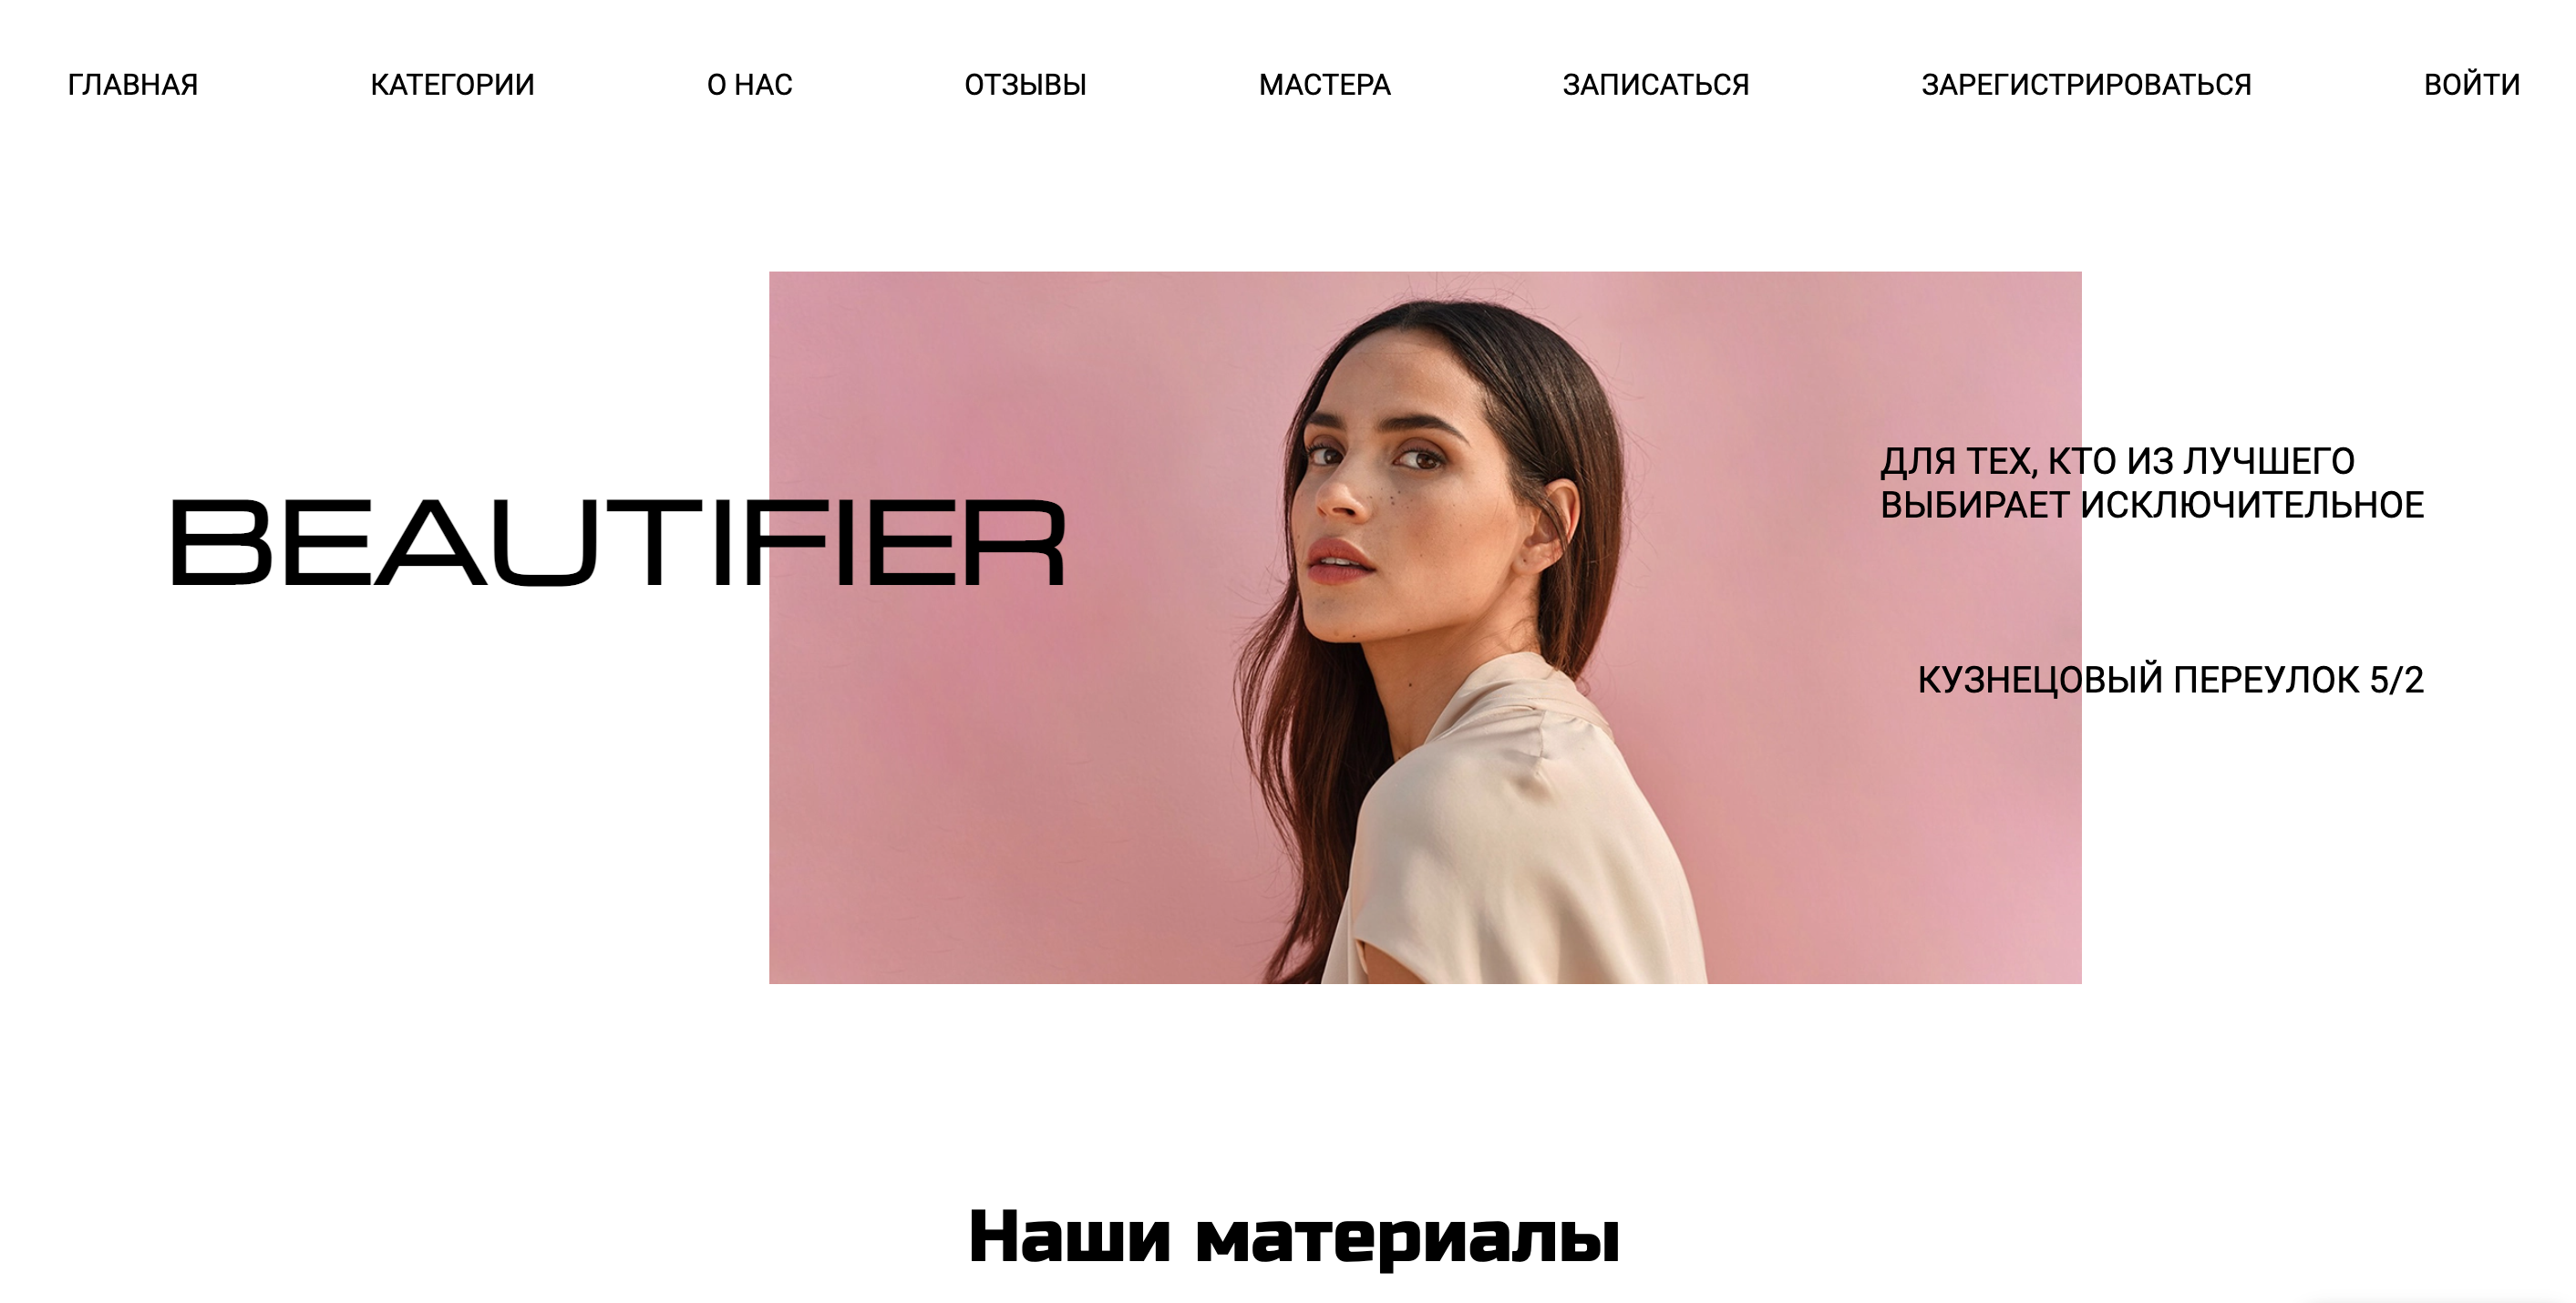 ГЛАВНАЯ КАТЕГОРИИ О НАС ОТЗЫВЫ МАСТЕРА ЗАПИСАТЬСЯ ЗАРЕГИСТРИРОВАТЬСЯ ВОЙТИ
BEAUTIFIER
ДЛЯ ТЕХ, КТО ИЗ ЛУЧШЕГО
ВЫБИРАЕТ ИСКЛЮЧИТЕЛЬНОЕ
КУЗНЕЦОВЫЙ ПЕРЕУЛОК 5/2
Наши материалы